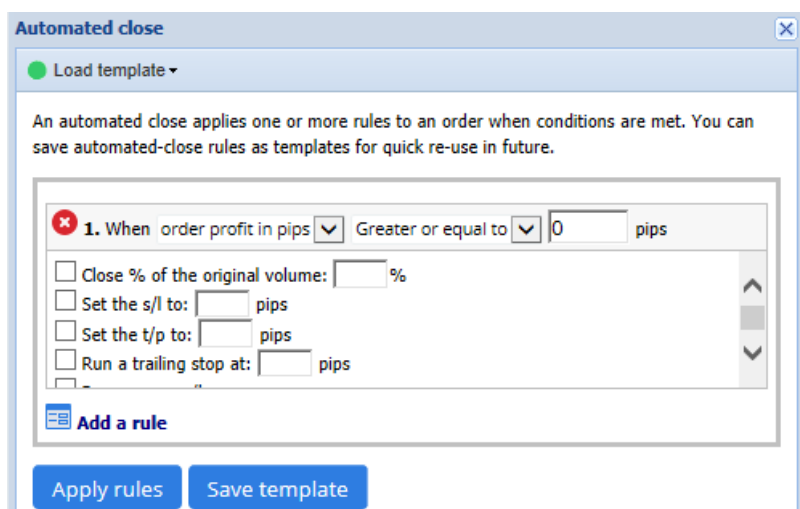 Automated close
Load template
An automated close applies one or more rules to an order when conditions are met. You can
save automated-close rules as templates for quick re-use in future.
1. When order profit in pips Greater or equal to 0 pips
Close % of the original volume: %
Set the s/l to: pips
Set the t/p to: pips
Run a trailing stop at: pips
Add a rule
Apply rules Save template